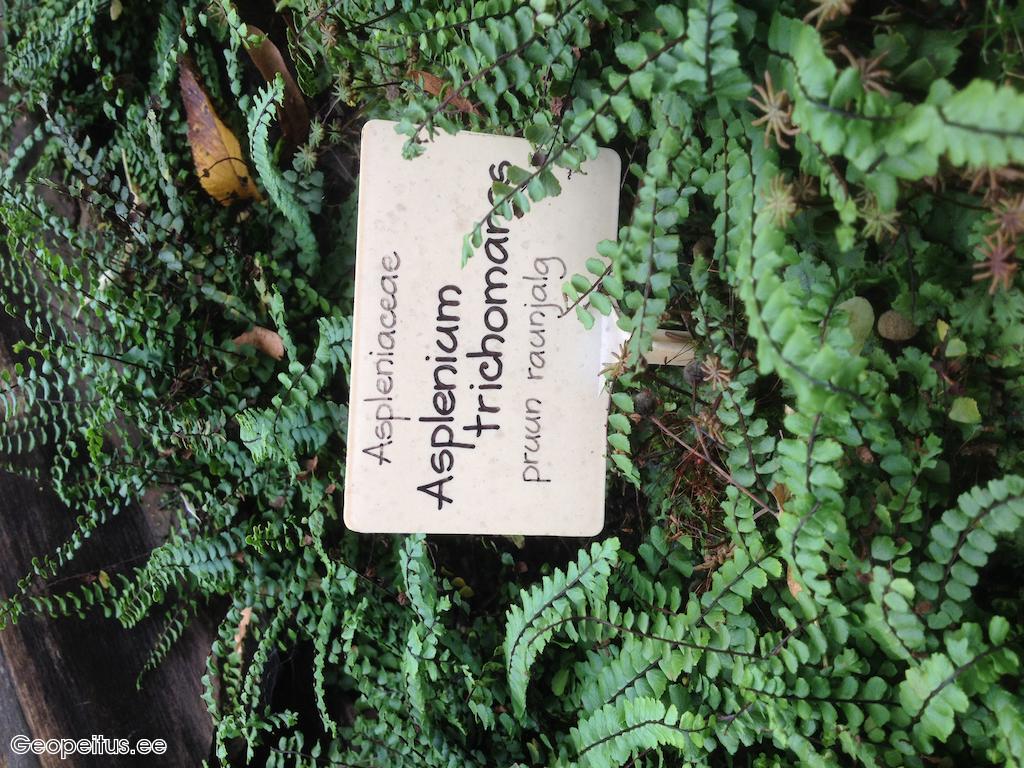 Aspleniaceae
Asplenium
trichomanes
pruun raunjalg
Geopeitus.ee